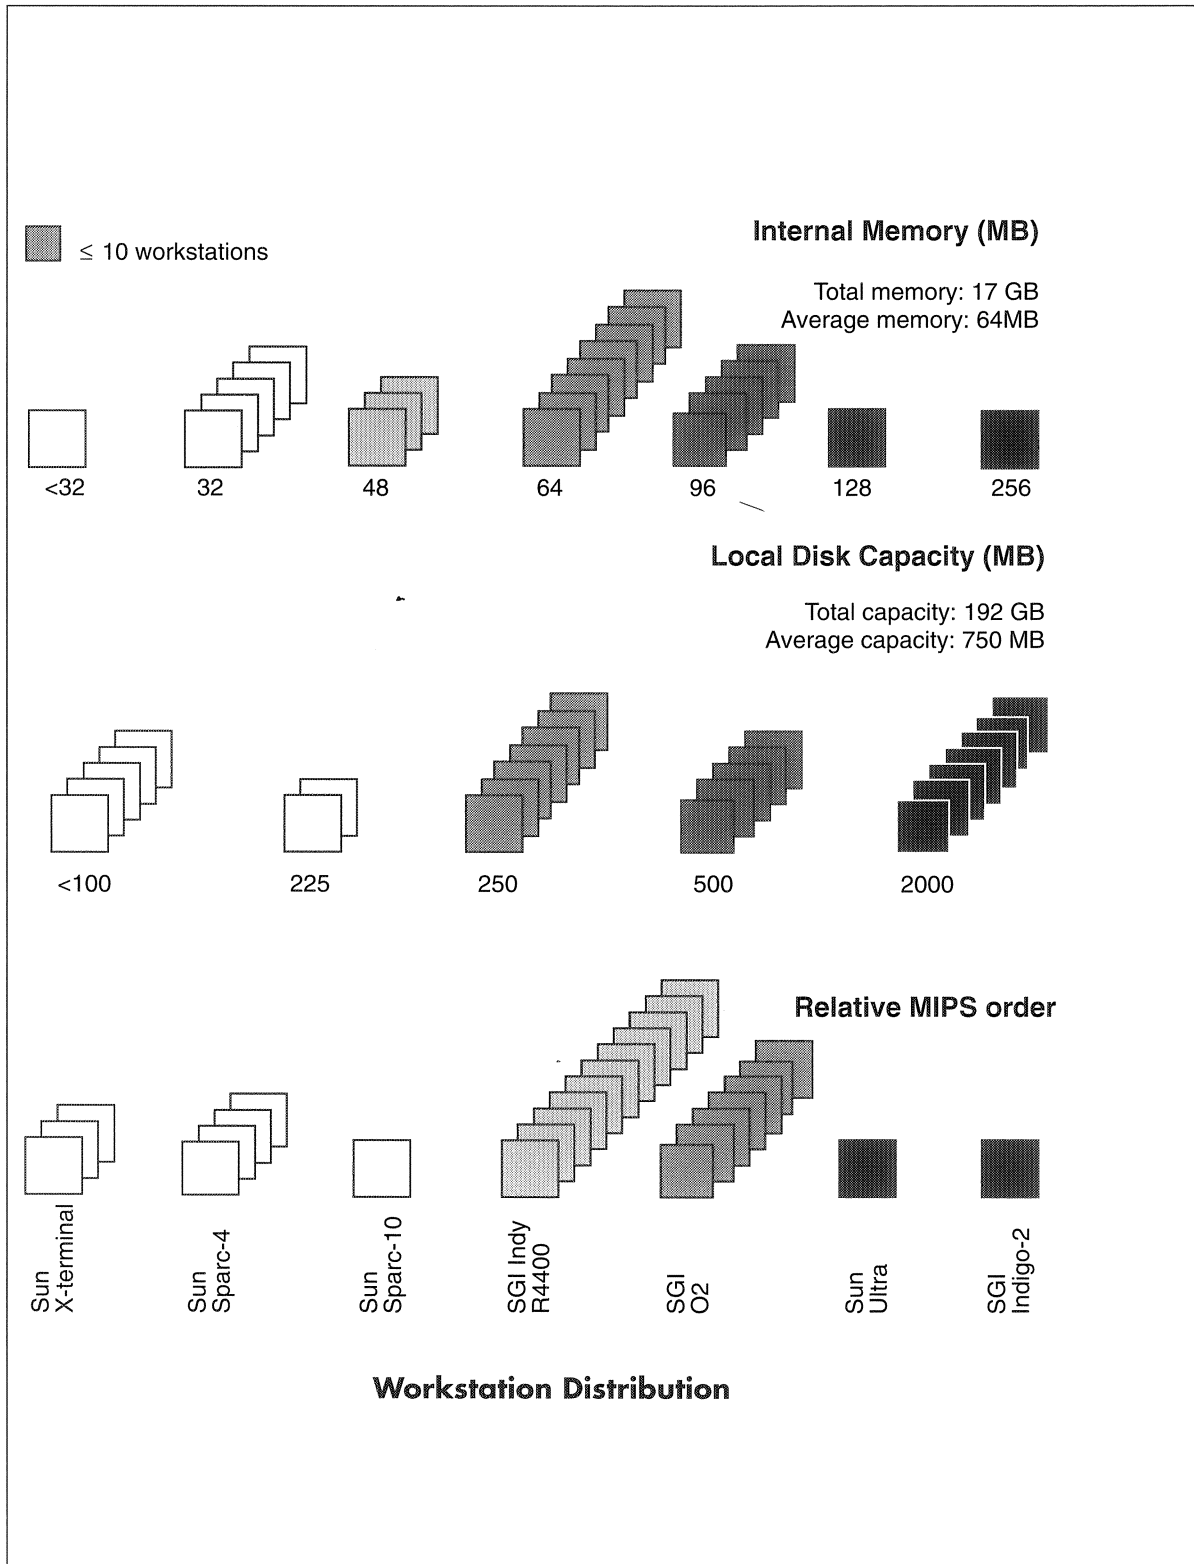 ≤ 10 workstations
Internal Memory (MB)
Total memory: 17 GB
Average memory: 64MB
<32 32 48 64 96 128 256
Local Disk Capacity (MB)
Total capacity: 192 GB
Average capacity: 750 MB
<100 225 250 500 2000
Relative MIPS order
Sun
X-terminal
Sun
Sparc-4
Sun
Sparc-10
SGI Indy
R4400
SGI
O2
Sun
Ultra
SGI
Indigo-2
Workstation Distribution